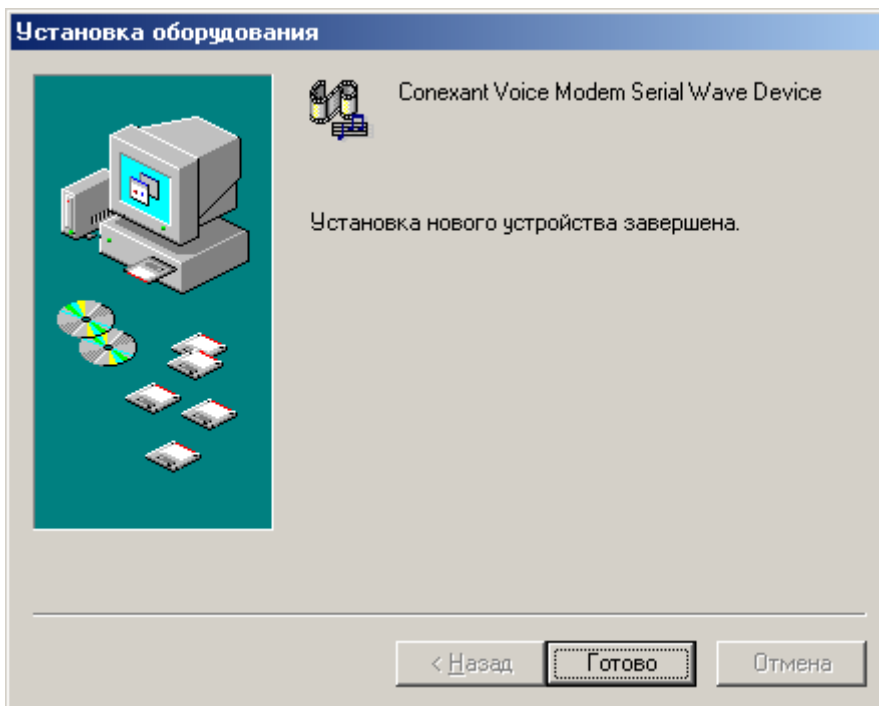 Установка оборудования
Conexant Voice Modem Serial Wave Device
Установка нового устройства завершена.
< Назад
Готово
Отмена